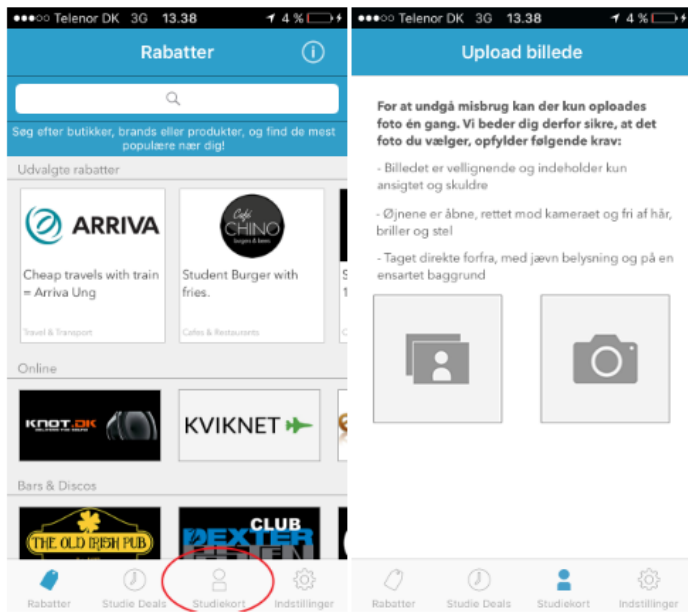 Telenor DK 3G 13.38 4 %
Rabatter
Søg efter butikker, brands eller produkter, og find de mest
populære nær dig!
Udvalgte rabatter
ARRIVA
Cheap travels with train
= Arriva Ung
Travel & Transport
Café
CHINO
burgers & beers
Student Burger with
fries.
Cafes & Restaurants
Online
KNOT.DK
KVIKNET
Bars & Discos
THE OLD IRISH PUB
CLUB
DEXTER
Rabatter
Studie Deals
Studiekort
Indstillinger
Telenor DK 3G 13.38 4 %
Upload billede
For at undgå misbrug kan der kun oploades
foto én gang. Vi beder dig derfor sikre, at det
foto du vælger, opfylder følgende krav:
- Billedet er vellignende og indeholder kun
ansigtet og skuldre
- Øjnene er åbne, rettet mod kameraet og fri af hår,
briller og stel
- Taget direkte forfra, med jævn belysning og på en
ensartet baggrund
Rabatter
Studie Deals
Studiekort
Indstillinger